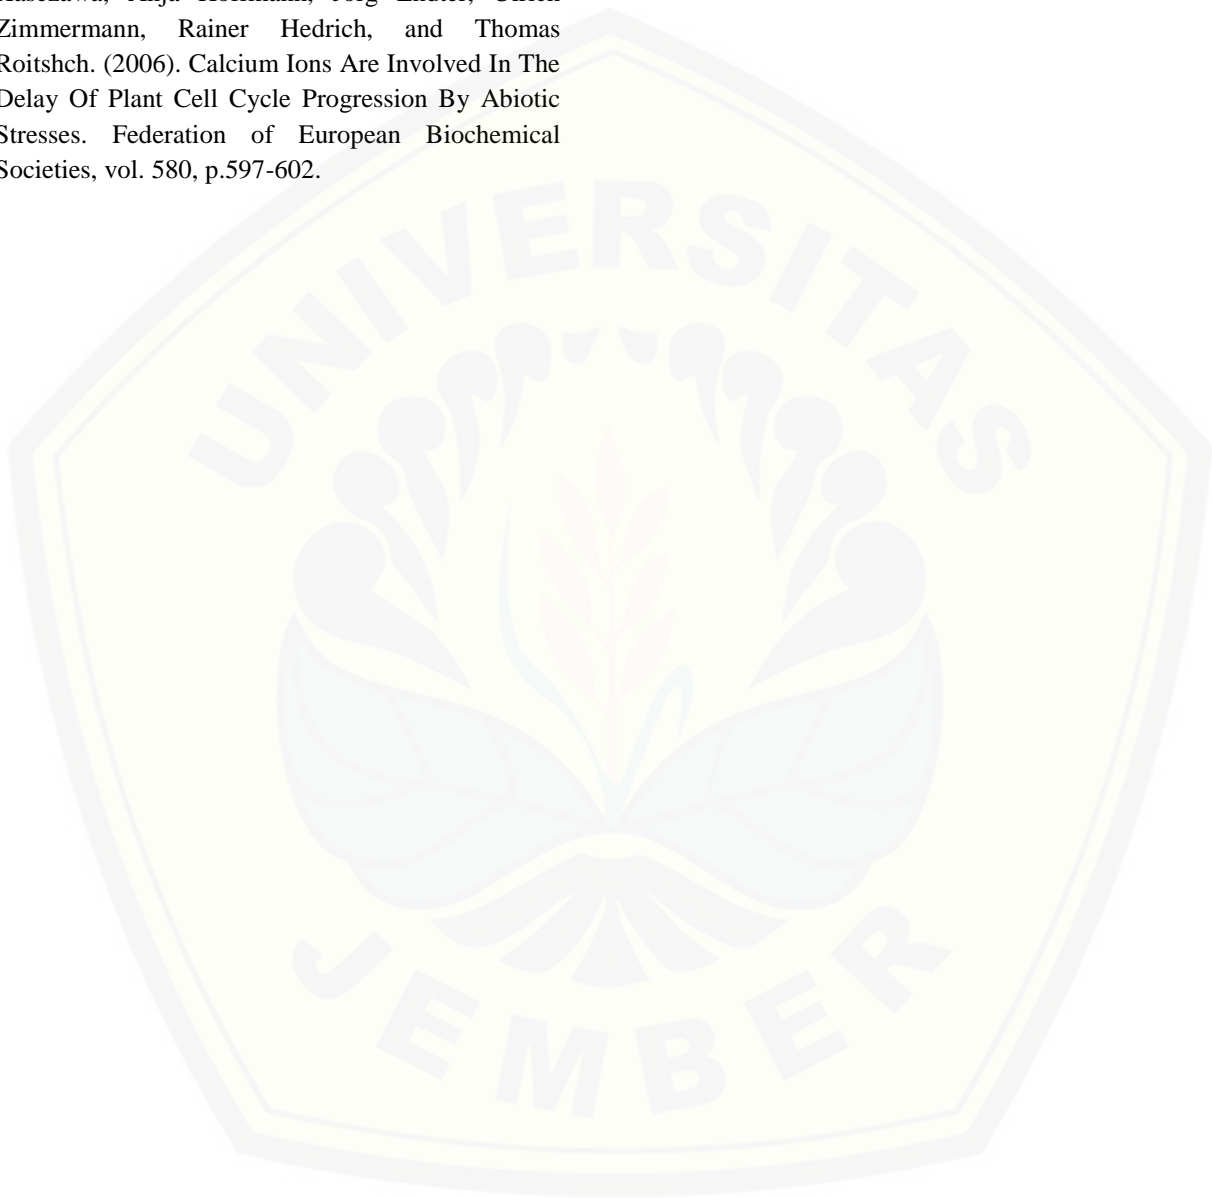 Zimmermann, Rainer Hedrich, and Thomas
Roitshch. (2006). Calcium Ions Are Involved In The
Delay Of Plant Cell Cycle Progression By Abiotic
Stresses. Federation of European Biochemical
Societies, vol. 580, p.597-602.
UNIVERSITAS
JEMBER